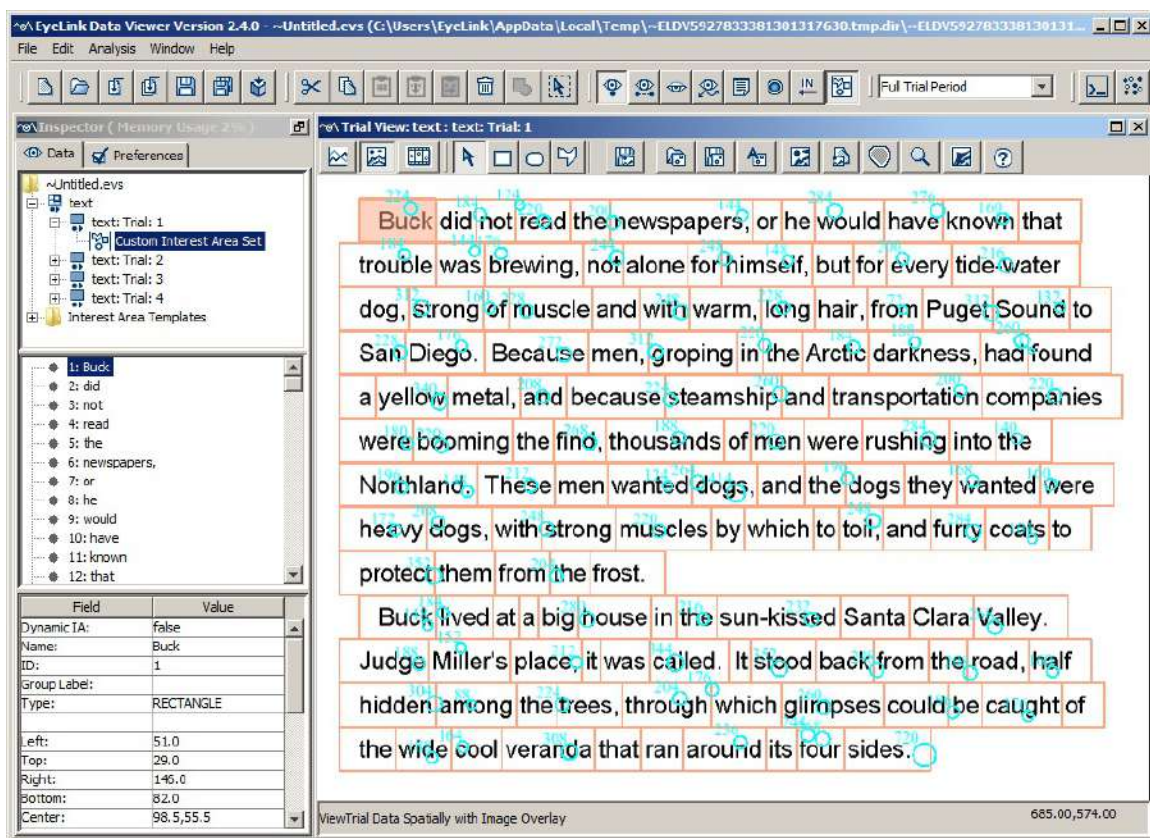 EyeLink Data Viewer Version 2.4.0 - ~Untitled.evs (C:\Users\EyeLink\AppData\Local\Temp\~ELDV5927833381301317630.tmp.dir\~ELDV592783338130131...
File Edit Analysis Window Help
IN
Full Trial Period
Inspector ( Memory Usage 2% )
Data
Preferences
~Untitled.evs
text
text: Trial: 1
Custom Interest Area Set
text: Trial: 2
text: Trial: 3
text: Trial: 4
Interest Area Templates
1: Buck
2: did
3: not
4: read
5: the
6: newspapers,
7: or
8: he
9: would
10: have
11: known
12: that
Field Value
Dynamic IA: false
Name: Buck
ID: 1
Group Label:
Type: RECTANGLE
Left: 51.0
Top: 29.0
Right: 146.0
Bottom: 82.0
Center: 98.5,55.5
Trial View: text : text: Trial: 1
Buck did not read the newspapers, or he would have known that
trouble was brewing, not alone for himself, but for every tide-water
dog, strong of muscle and with warm, long hair, from Puget Sound to
San Diego. Because men, groping in the Arctic darkness, had found
a yellow metal, and because steamship and transportation companies
were booming the find, thousands of men were rushing into the
Northland. These men wanted dogs, and the dogs they wanted were
heavy dogs, with strong muscles by which to toil, and furry coats to
protect them from the frost.
Buck lived at a big house in the sun-kissed Santa Clara Valley.
Judge Miller's place, it was called. It stood back from the road, half
hidden among the trees, through which glimpses could be caught of
the wide cool veranda that ran around its four sides.
ViewTrial Data Spatially with Image Overlay
685.00,574.00